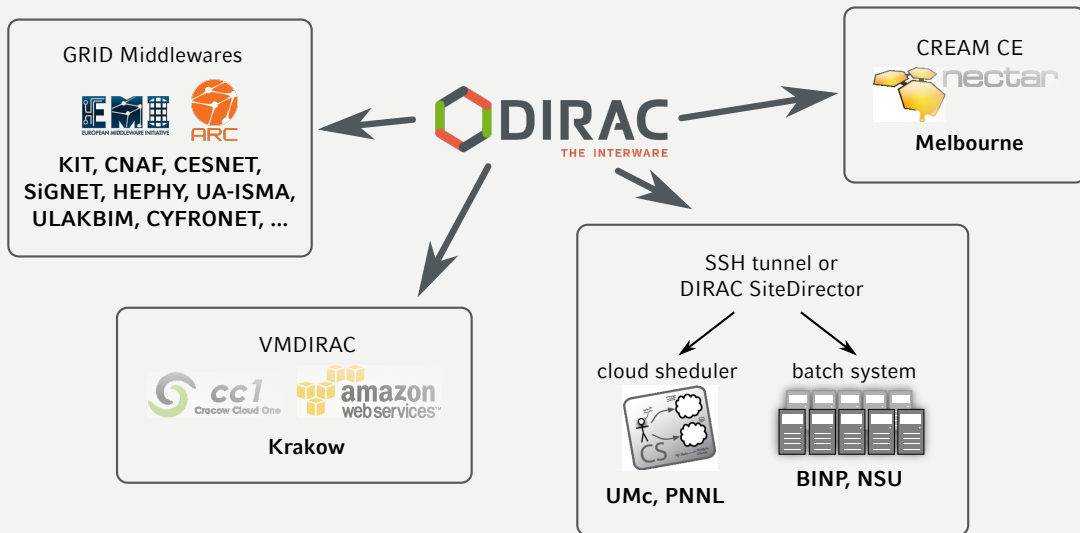 GRID Middlewares
EMI
EUROPEAN MIDDLEWARE INITIATIVE
ARC
KIT, CNAF, CESNET,
SiGNET, HEPHY, UA-ISMA,
ULAKBIM, CYFRONET, ...
DIRAC
THE INTERWARE
CREAM CE
nectar
Melbourne
VMDIRAC
cc1
Cracow Cloud One
amazon
webservices™
Krakow
SSH tunnel or
DIRAC SiteDirector
cloud sheduler
CS
UMc, PNNL
batch system
BINP, NSU